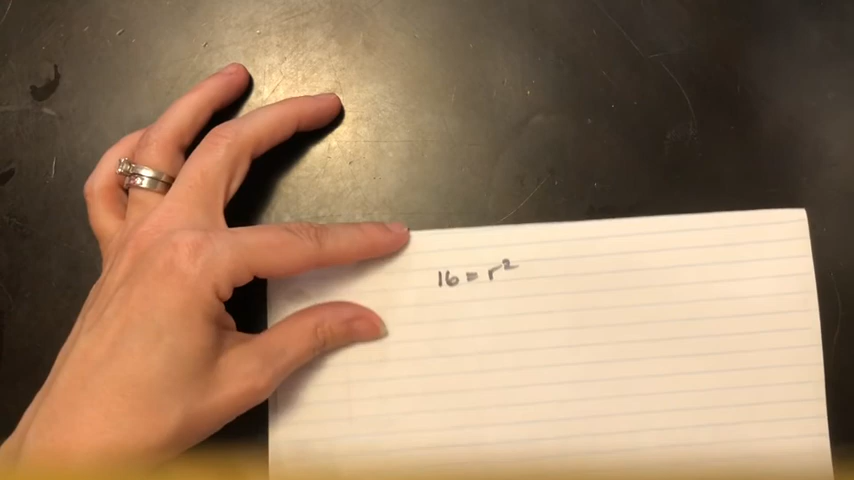 16 = r²